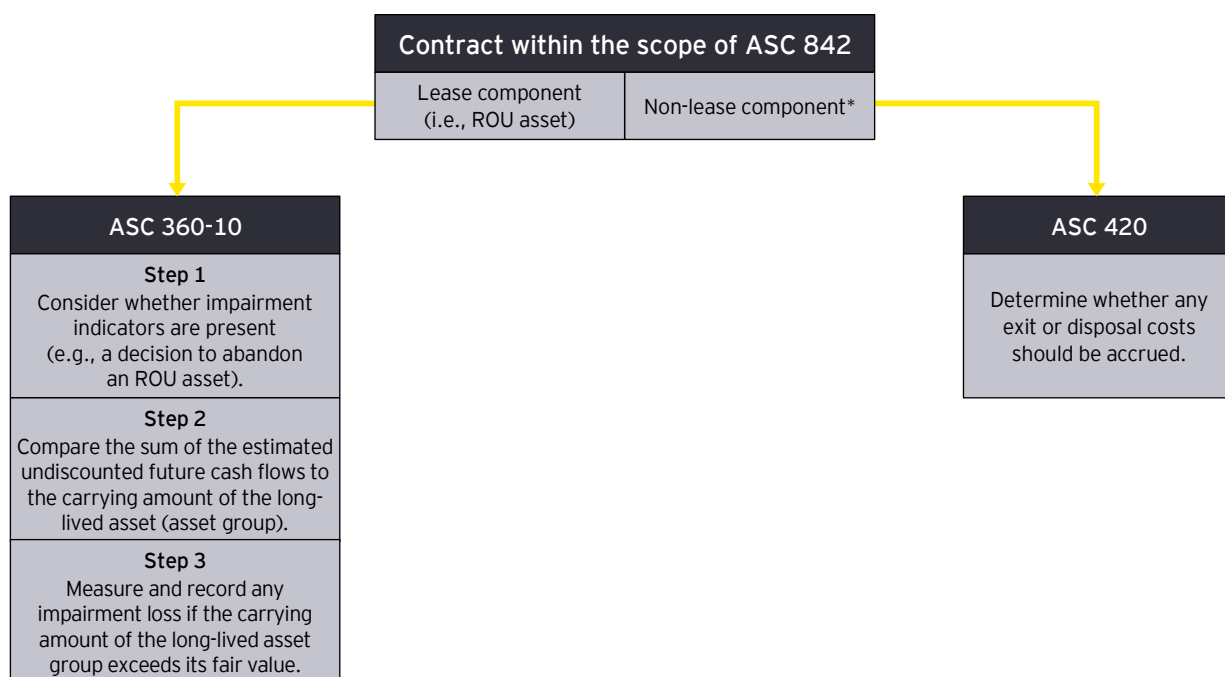 Contract within the scope of ASC 842
Lease component
(i.e., ROU asset)
Non-lease component*
ASC 360-10
Step 1
Consider whether impairment
indicators are present
(e.g., a decision to abandon
an ROU asset).
Step 2
Compare the sum of the estimated
undiscounted future cash flows to
the carrying amount of the long-
lived asset (asset group).
Step 3
Measure and record any
impairment loss if the carrying
amount of the long-lived asset
group exceeds its fair value.
ASC 420
Determine whether any
exit or disposal costs
should be accrued.